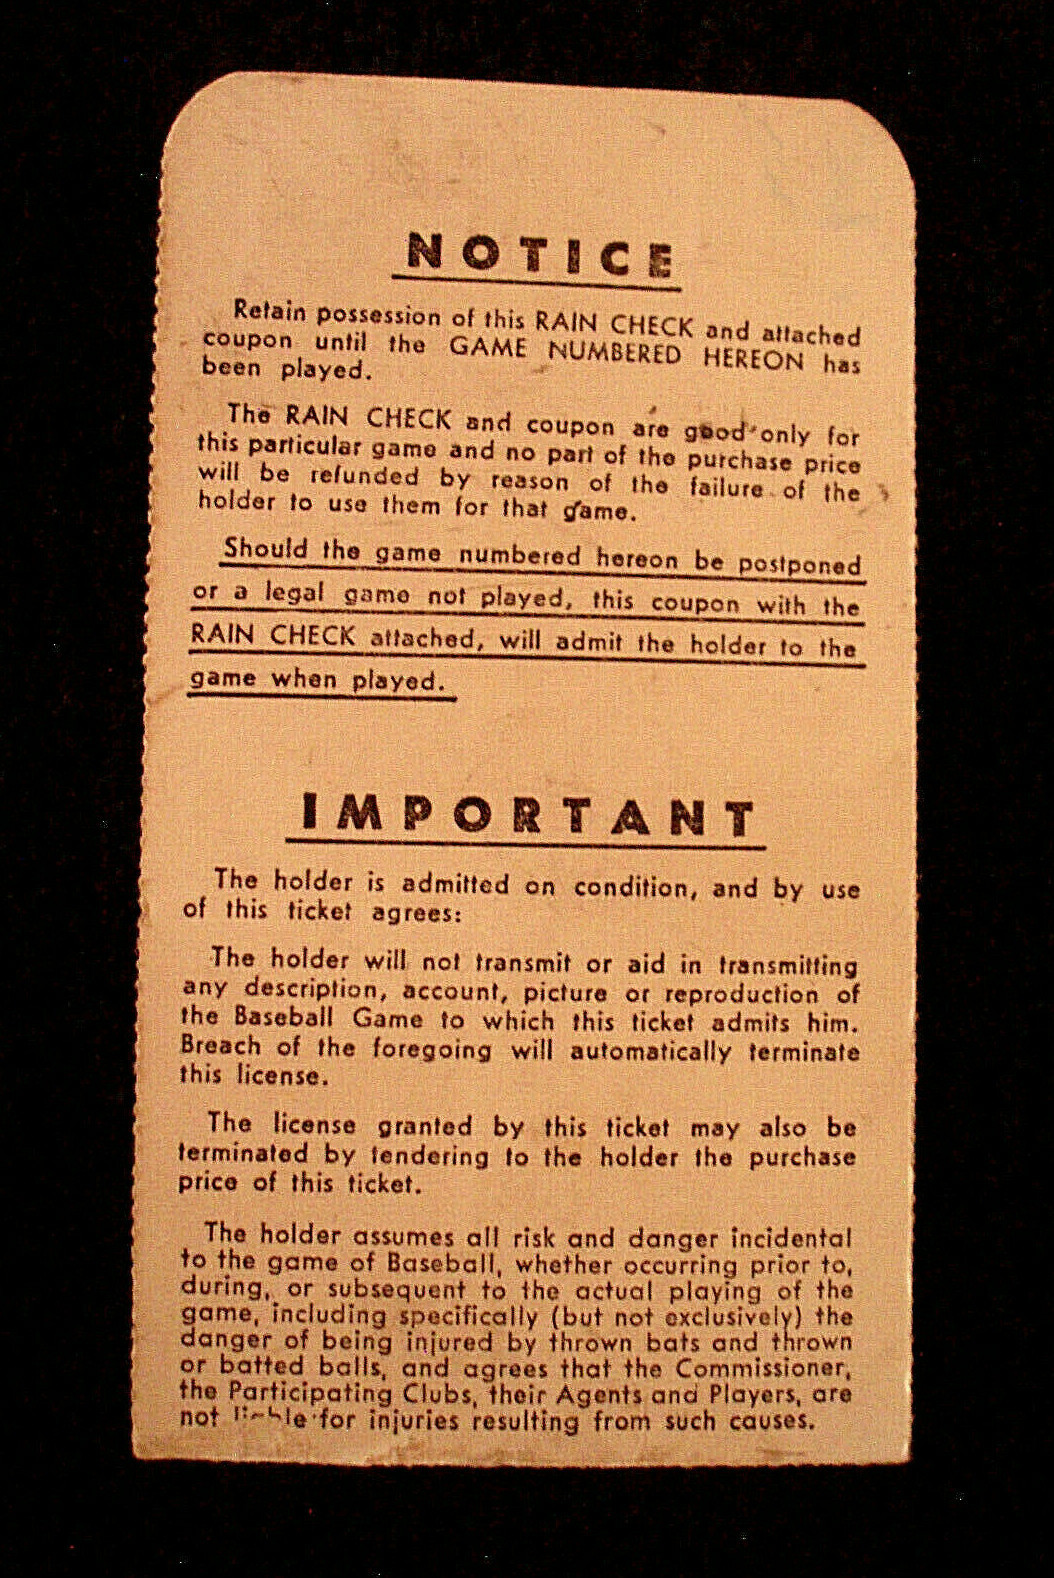 NOTICE
Retain possession of this RAIN CHECK and attached
coupon until the GAME NUMBERED HEREON has
been played.
The RAIN CHECK and coupon are good only for
this particular game and no part of the purchase price
will be refunded by reason of the failure of the
holder to use them for that game.
Should the game numbered hereon be postponed
or a legal game not played, this coupon with the
RAIN CHECK attached, will admit the holder to the
game when played.
IMPORTANT
The holder is admitted on condition, and by use
of this ticket agrees:
The holder will not transmit or aid in transmitting
any description, account, picture or reproduction of
the Baseball Game to which this ticket admits him.
Breach of the foregoing will automatically terminate
this license.
The license granted by this ticket may also be
terminated by tendering to the holder the purchase
price of this ticket.
The holder assumes all risk and danger incidental
to the game of Baseball, whether occurring prior to,
during, or subsequent to the actual playing of the
game, including specifically (but not exclusively) the
danger of being injured by thrown bats and thrown
or batted balls, and agrees that the Commissioner,
the Participating Clubs, their Agents and Players, are
not liable for injuries resulting from such causes.